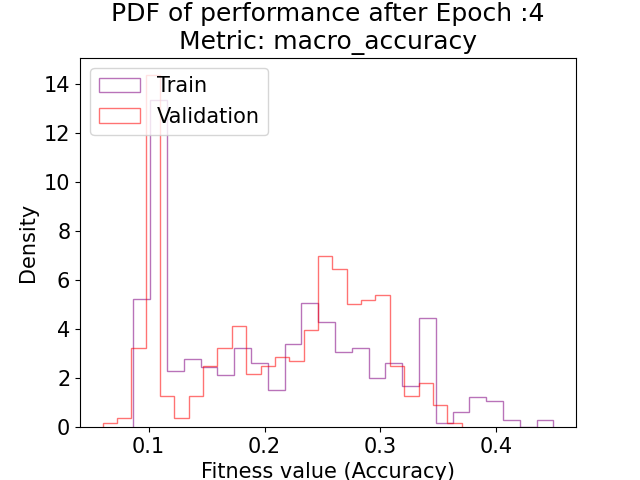 PDF of performance after Epoch :4
Metric: macro_accuracy
Train
Validation
14
12
10
8
6
4
2
0
Density
0.1 0.2 0.3 0.4
Fitness value (Accuracy)